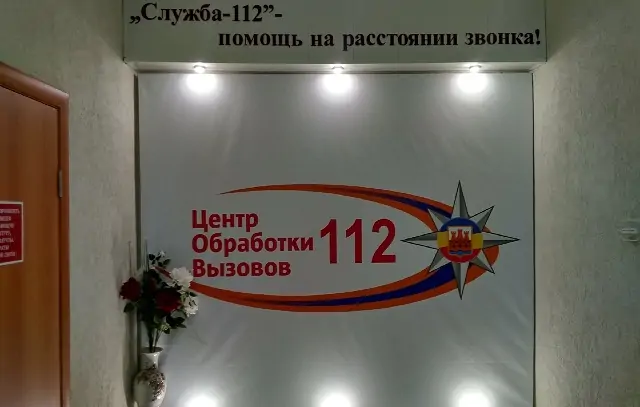 „Служба-112”-
помощь на расстоянии звонка!
Центр
Обработки
Вызовов
112